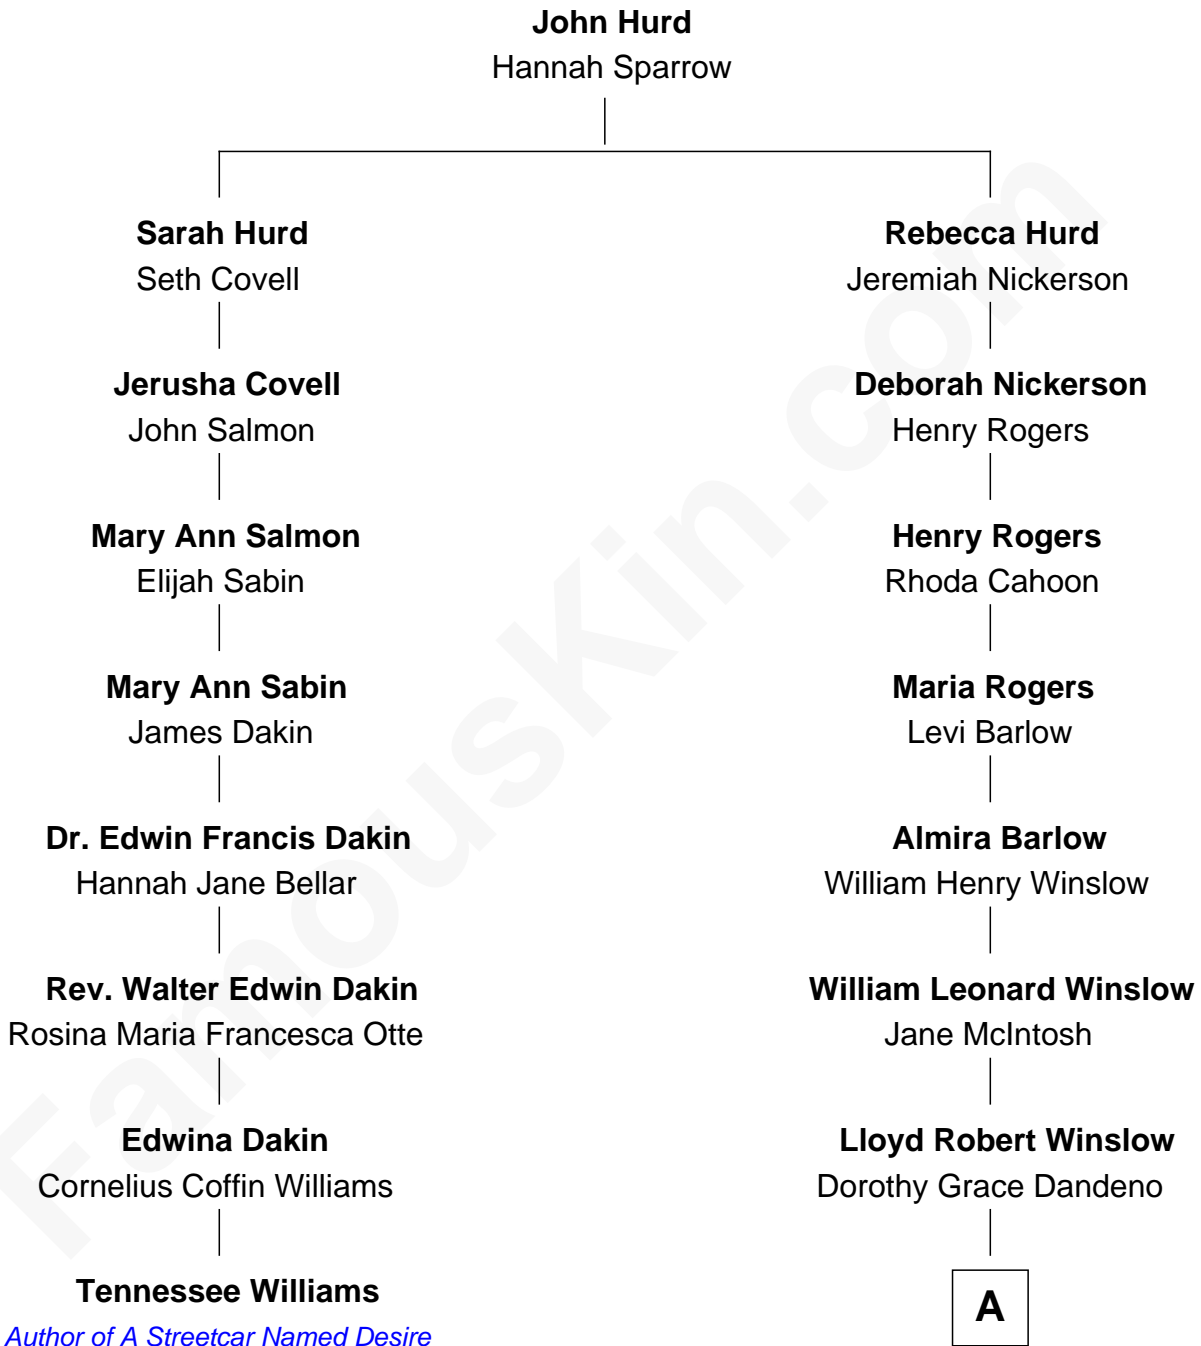 John Hurd
Hannah Sparrow
Sarah Hurd
Seth Covell
Rebecca Hurd
Jeremiah Nickerson
Jerusha Covell
John Salmon
Deborah Nickerson
Henry Rogers
Mary Ann Salmon
Elijah Sabin
Henry Rogers
Rhoda Cahoon
Mary Ann Sabin
James Dakin
Maria Rogers
Levi Barlow
Dr. Edwin Francis Dakin
Hannah Jane Bellar
Almira Barlow
William Henry Winslow
Rev. Walter Edwin Dakin
Rosina Maria Francesca Otte
William Leonard Winslow
Jane McIntosh
Edwina Dakin
Cornelius Coffin Williams
Lloyd Robert Winslow
Dorothy Grace Dandeno
Tennessee Williams
Author of A Streetcar Named Desire
A
FamousKin.com